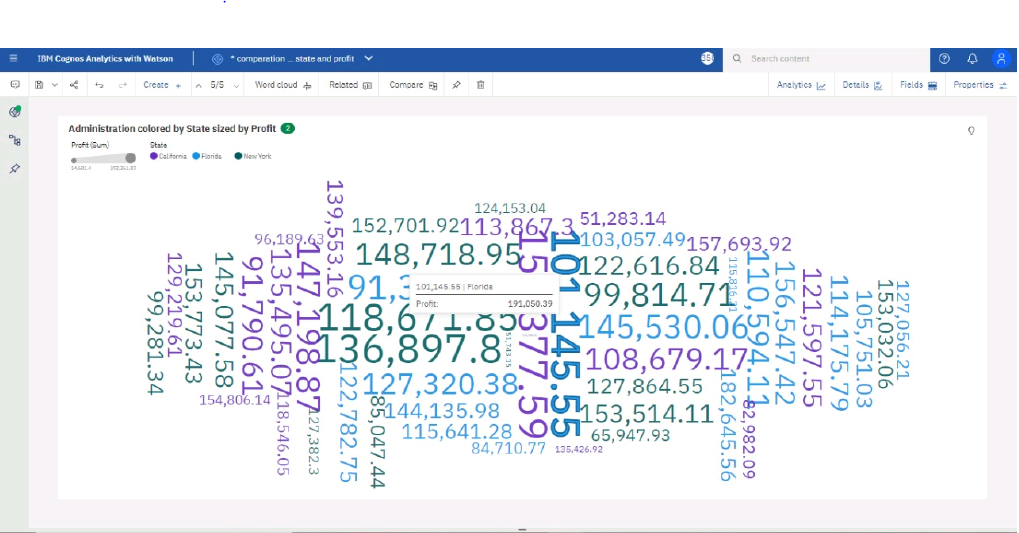 IBM Cognos Analytics with Watson
* comparation ... state and profit
Search content
Create +
5/5
Word cloud
Related
Compare
Analytics
Details
Fields
Properties
Administration colored by State sized by Profit 2
Profit (Sum)
State
California Florida New York
139,553.16
124,153.04
152,701.92
113,867.3
51,283.14
96,189.63
103,057.49
157,693.92
148,718.95
122,616.84
101,145.55 | Florida
Profit: 191,050.39
99,814.71
118,671.85
145,530.06
136,897.8
108,679.17
127,320.38
127,864.55
154,806.14
144,135.98
153,514.11
115,641.28
65,947.93
84,710.77
135,426.92
99,281.34
129,219.61
153,773.43
145,077.58
91,790.61
135,495.07
147,198.87
118,546.05
127,382.3
122,782.75
85,047.44
101,145.55
182,645.56
82,982.09
110,594.11
156,547.42
121,597.55
114,175.79
105,751.03
153,032.06
127,056.21